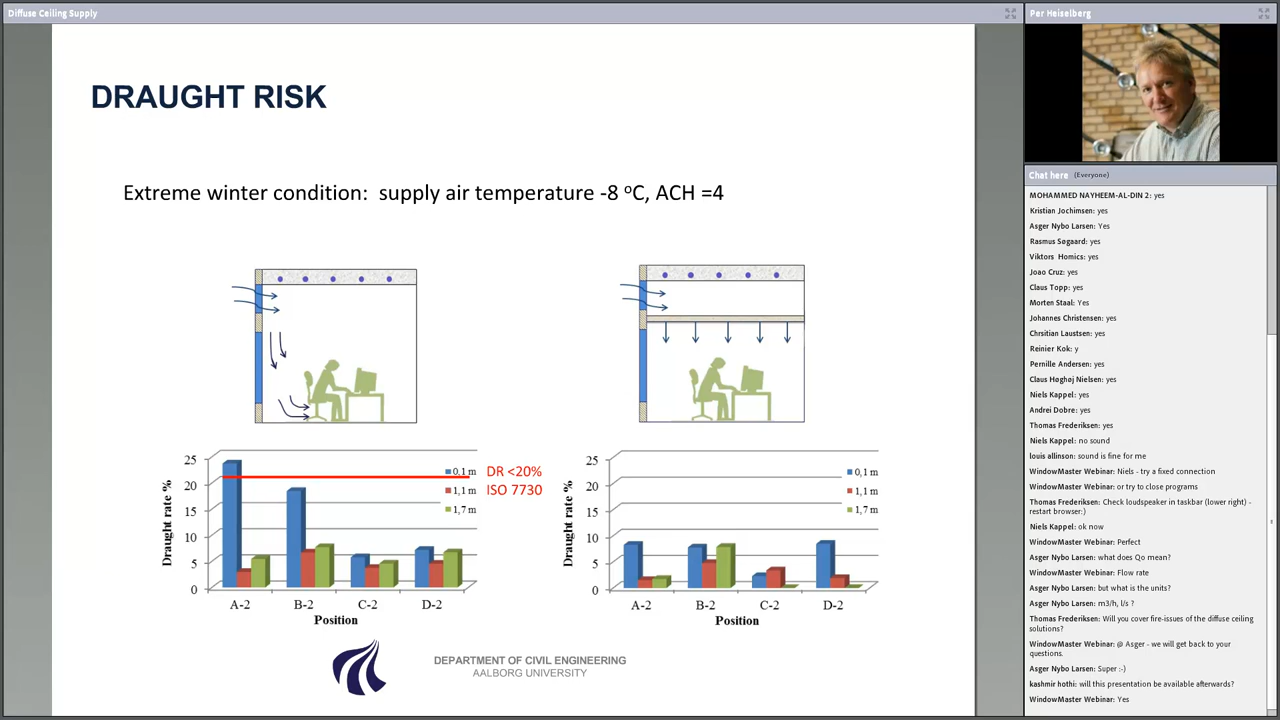 Diffuse Ceiling Supply
DRAUGHT RISK
Extreme winter condition: supply air temperature -8 °C, ACH =4
25
20
15
10
5
0
Draught rate %
0,1 m
1,1 m
1,7 m
DR <20%
ISO 7730
A-2 B-2 C-2 D-2
Position
25
20
15
10
5
0
Draught rate %
0,1 m
1,1 m
1,7 m
A-2 B-2 C-2 D-2
Position
DEPARTMENT OF CIVIL ENGINEERING
AALBORG UNIVERSITY
Per Heiselberg
Chat here (Everyone)
MOHAMMED NAYHEEM-AL-DIN 2: yes
Kristian Jochimsen: yes
Asger Nybo Larsen: Yes
Rasmus Søgaard: yes
Viktors Homics: yes
Joao Cruz: yes
Claus Topp: yes
Morten Staal: Yes
Johannes Christensen: yes
Chrsitian Laustsen: yes
Reinier Kok: y
Pernille Andersen: yes
Claus Høghøj Nielsen: yes
Niels Kappel: yes
Andrei Dobre: yes
Thomas Frederiksen: yes
Niels Kappel: no sound
louis allinson: sound is fine for me
WindowMaster Webinar: Niels - try a fixed connection
WindowMaster Webinar: or try to close programs
Thomas Frederiksen: Check loudspeaker in taskbar (lower right) -
restart browser:)
Niels Kappel: ok now
WindowMaster Webinar: Perfect
Asger Nybo Larsen: what does Qo mean?
WindowMaster Webinar: Flow rate
Asger Nybo Larsen: but what is the units?
Asger Nybo Larsen: m3/h, l/s ?
Thomas Frederiksen: Will you cover fire-issues of the diffuse ceiling
solutions?
WindowMaster Webinar: @ Asger - we will get back to your
questions.
Asger Nybo Larsen: Super :-)
kashmir hothi: will this presentation be available afterwards?
WindowMaster Webinar: Yes